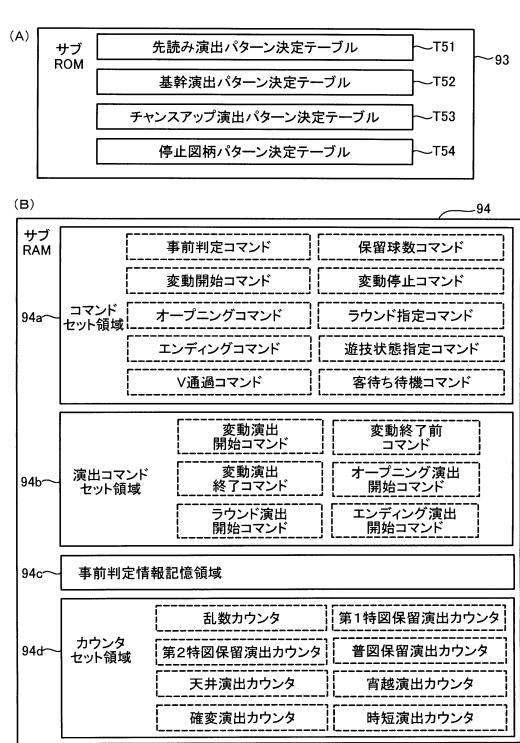 (A)
サブ
ROM
先読み演出パターン決定テーブル
T51
93
基幹演出パターン決定テーブル
T52
チャンスアップ演出パターン決定テーブル
T53
停止図柄パターン決定テーブル
T54
(B)
94
サブ
RAM
94a
コマンド
セット領域
事前判定コマンド
保留球数コマンド
変動開始コマンド
変動停止コマンド
オープニングコマンド
ラウンド指定コマンド
エンディングコマンド
遊技状態指定コマンド
V通過コマンド
客待ち待機コマンド
94b
演出コマンド
セット領域
変動演出
開始コマンド
変動終了前
コマンド
変動演出
終了コマンド
オープニング演出
開始コマンド
ラウンド演出
開始コマンド
エンディング演出
開始コマンド
94c
事前判定情報記憶領域
94d
カウンタ
セット領域
乱数カウンタ
第1特図保留演出カウンタ
第2特図保留演出カウンタ
普図保留演出カウンタ
天井演出カウンタ
宵越演出カウンタ
確変演出カウンタ
時短演出カウンタ